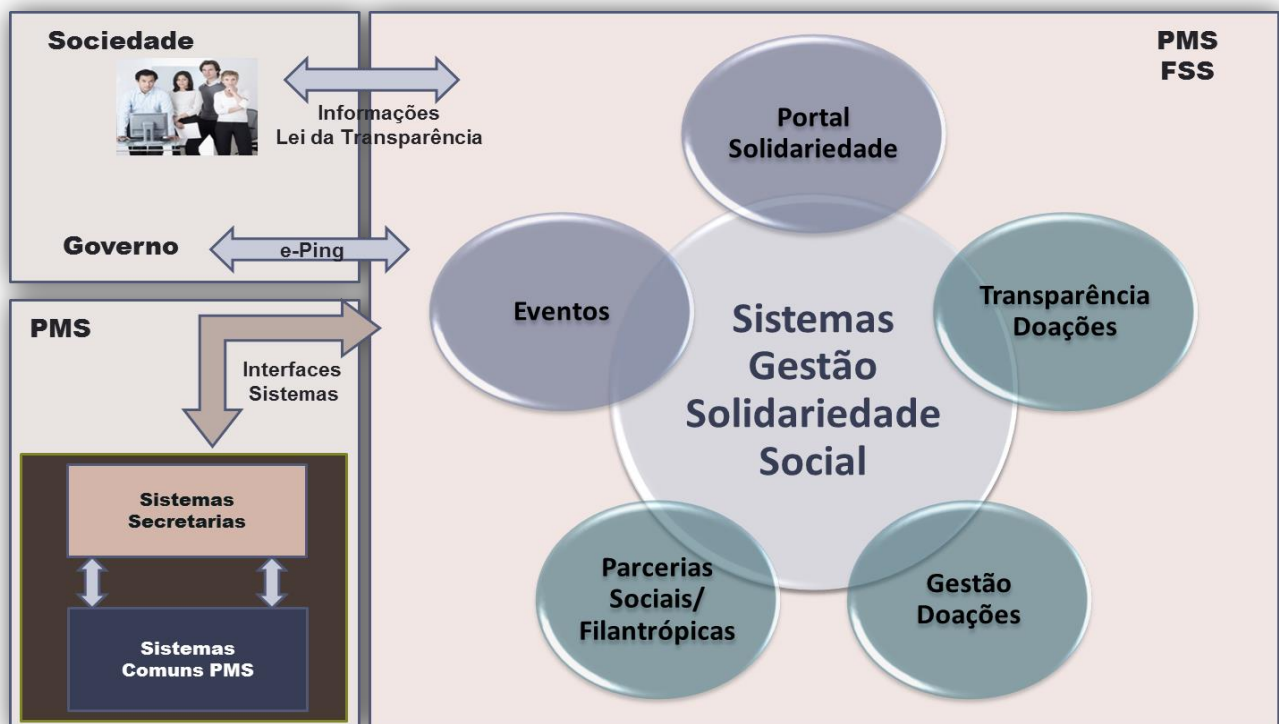 Sociedade
Informações
Lei da Transparência
Governo
e-Ping
PMS
Interfaces
Sistemas
Sistemas
Secretarias
Sistemas
Comuns PMS
PMS
FSS
Portal
Solidariedade
Eventos
Transparência
Doações
Sistemas
Gestão
Solidariedade
Social
Parcerias
Sociais/
Filantrópicas
Gestão
Doações